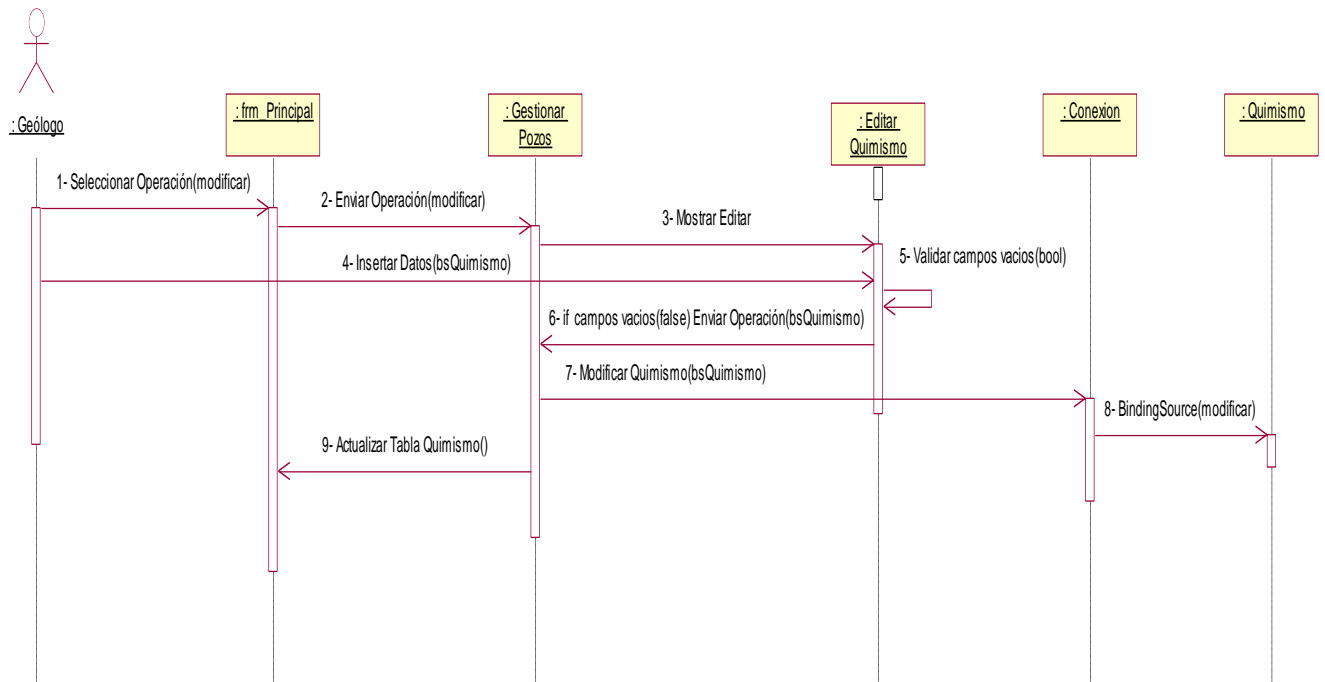 : Geólogo
: frm_Principal
: Gestionar
Pozos
: Editar
Quimismo
: Conexion
: Quimismo
1- Seleccionar Operación(modificar)
2- Enviar Operación(modificar)
3- Mostrar Editar
4- Insertar Datos(bsQuimismo)
5- Validar campos vacios(bool)
6- if campos vacios(false) Enviar Operación(bsQuimismo)
7- Modificar Quimismo(bsQuimismo)
8- BindingSource(modificar)
9- Actualizar Tabla Quimismo()